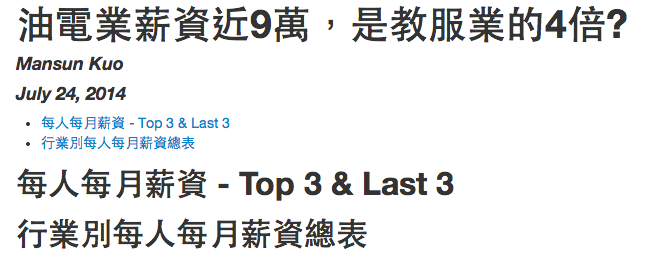 油電業薪資近9萬，是教服業的4倍?
Mansun Kuo
July 24, 2014
每人每月薪資 - Top 3 & Last 3
行業別每人每月薪資總表
每人每月薪資 - Top 3 & Last 3
行業別每人每月薪資總表